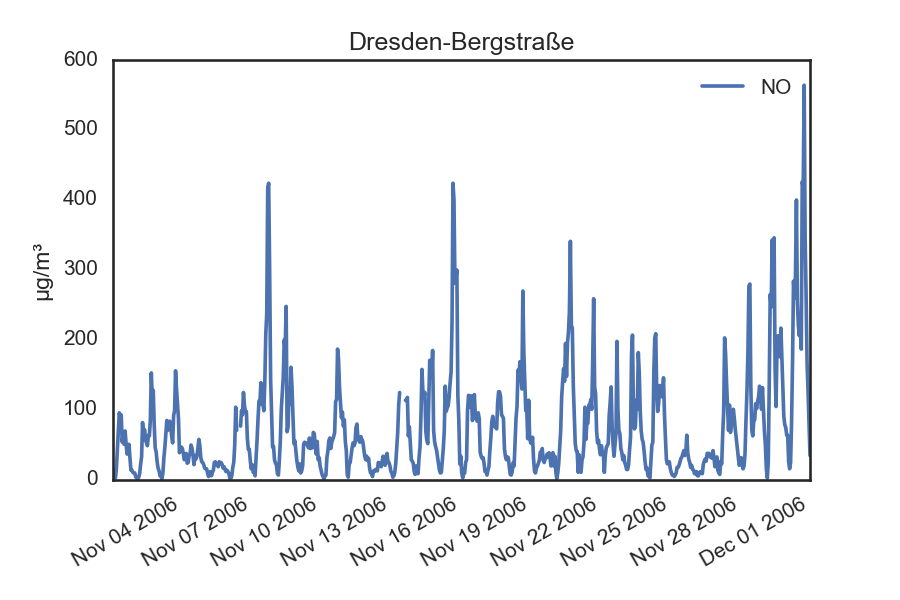 Dresden-Bergstraße
NO
µg/m³
600
500
400
300
200
100
0
Nov 04 2006
Nov 07 2006
Nov 10 2006
Nov 13 2006
Nov 16 2006
Nov 19 2006
Nov 22 2006
Nov 25 2006
Nov 28 2006
Dec 01 2006